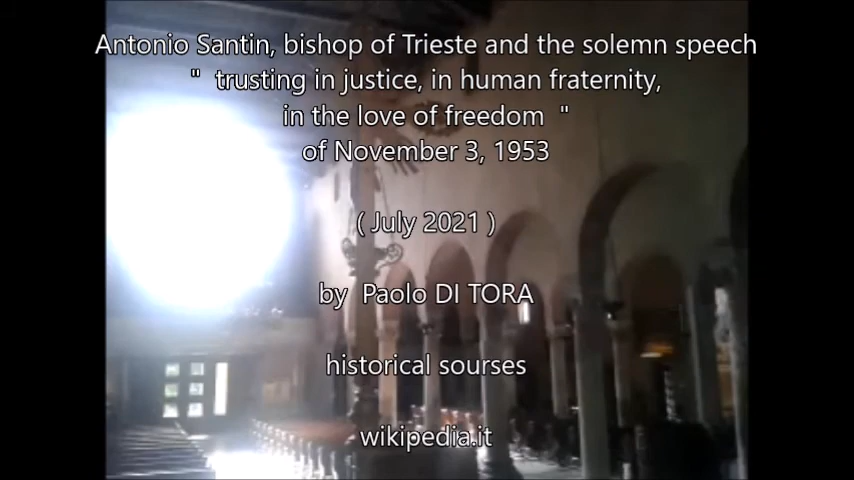 Antonio Santin, bishop of Trieste and the solemn speech
" trusting in justice, in human fraternity,
in the love of freedom "
of November 3, 1953
( July 2021 )
by Paolo DI TORA
historical sourses
wikipedia.it